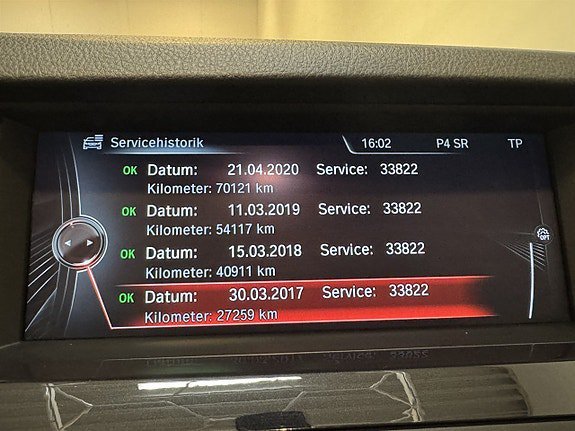 Servicehistorik 16:02 P4 SR TP
OK Datum: 21.04.2020 Service: 33822
Kilometer: 70121 km
OK Datum: 11.03.2019 Service: 33822
Kilometer: 54117 km
OK Datum: 15.03.2018 Service: 33822
Kilometer: 40911 km
OK Datum: 30.03.2017 Service: 33822
Kilometer: 27259 km
OPT